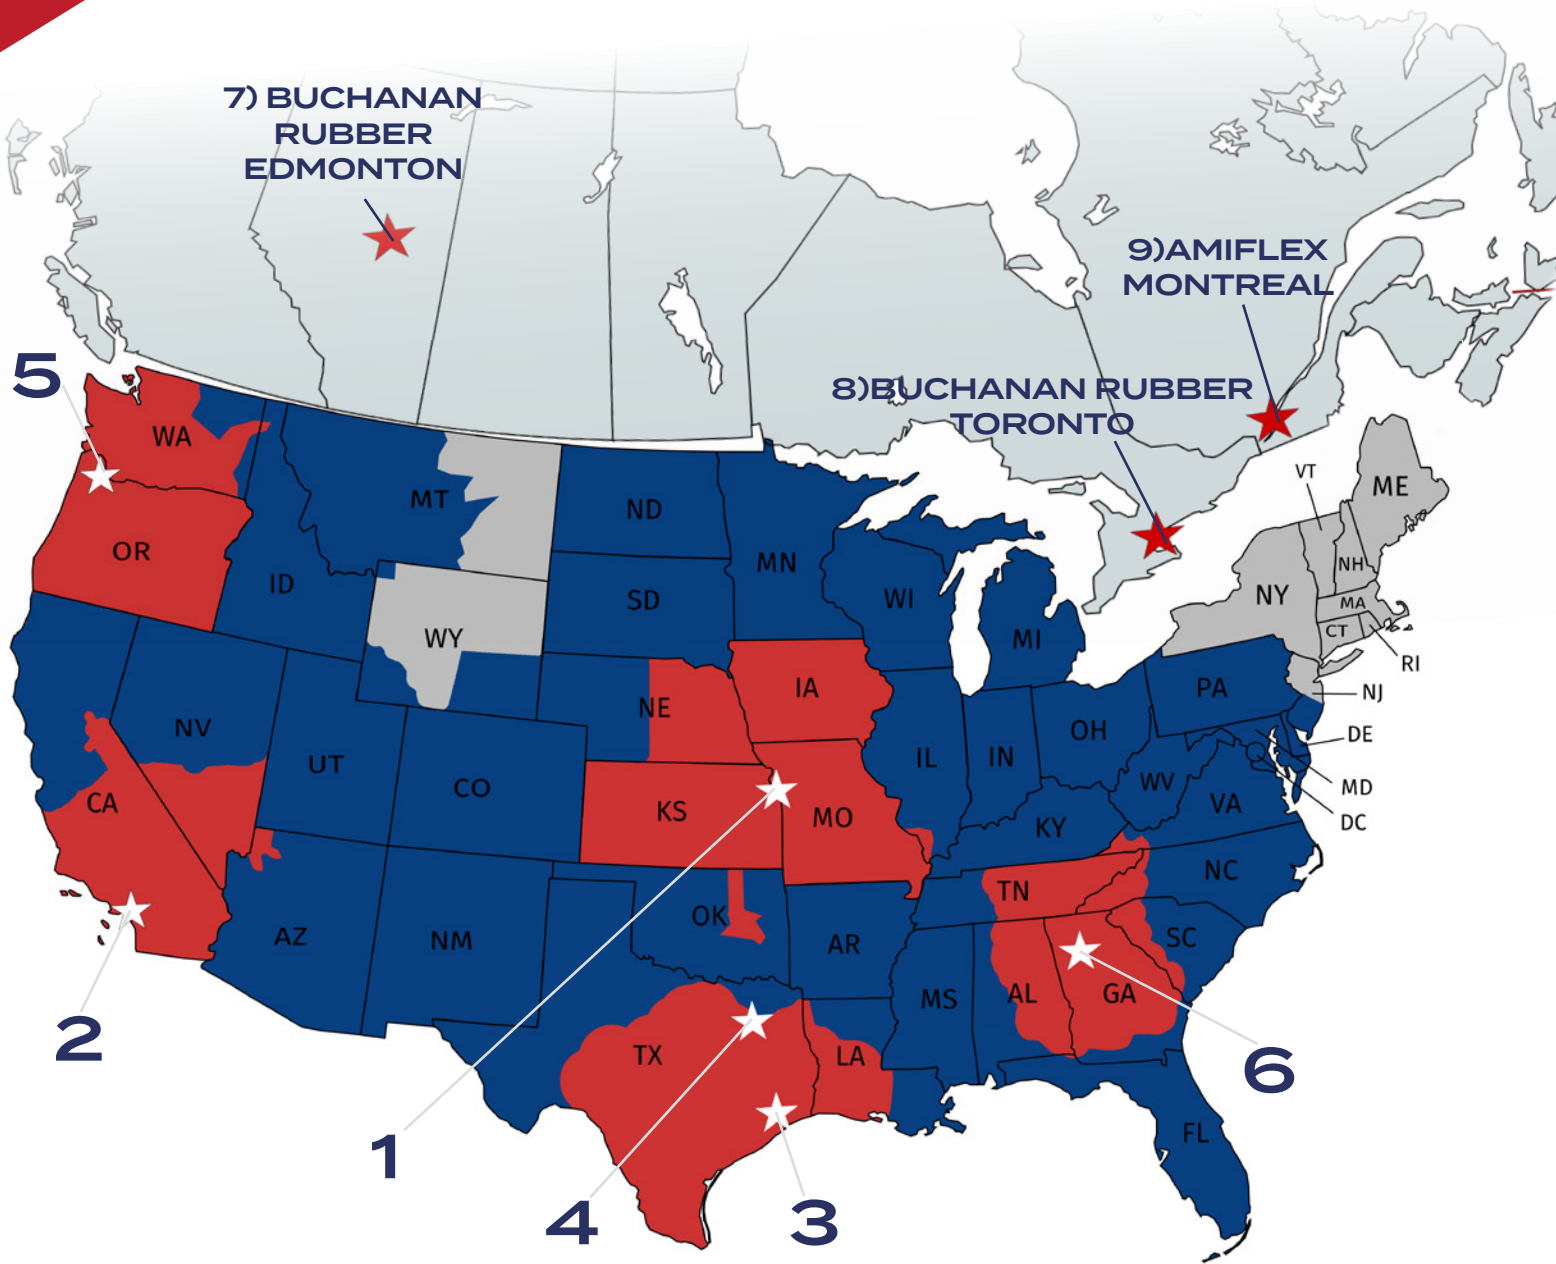 7) BUCHANAN
RUBBER
EDMONTON
9)AMIFLEX
MONTREAL
8)BUCHANAN RUBBER
TORONTO
5
WA
MT
ND
MN
VT
ME
OR
ID
SD
WI
MI
NY
NH
MA
CT
RI
WY
NE
IA
PA
NJ
NV
UT
CO
IL
IN
OH
DE
CA
KS
MO
WV
VA
MD
DC
KY
NC
TN
AZ
NM
OK
AR
SC
MS
AL
GA
TX
LA
2
6
1
FL
4
3